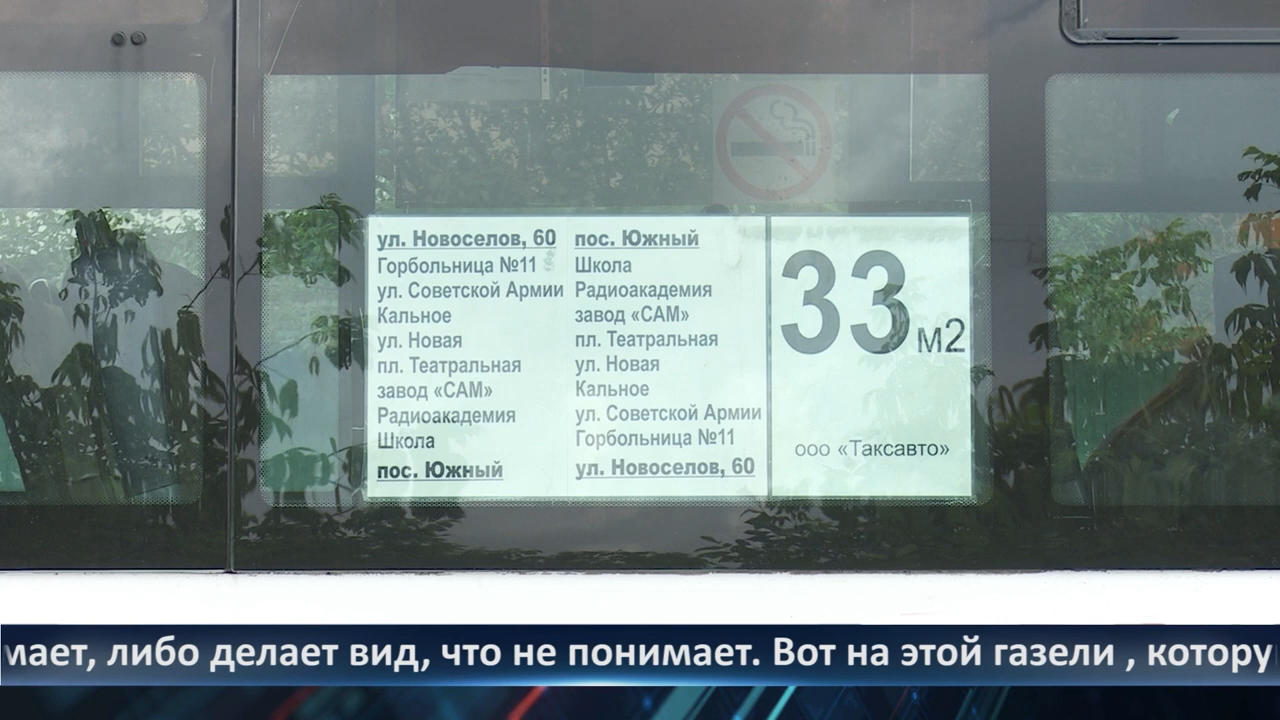 ул. Новоселов, 60
Горбольница №11
ул. Советской Армии
Кальное
ул. Новая
пл. Театральная
завод «САМ»
Радиоакадемия
Школа
пос. Южный
пос. Южный
Школа
Радиоакадемия
завод «САМ»
пл. Театральная
ул. Новая
Кальное
ул. Советской Армии
Горбольница №11
ул. Новоселов, 60
33 м2
ооо «Таксавто»
мает, либо делает вид, что не понимает. Вот на этой газели , котору